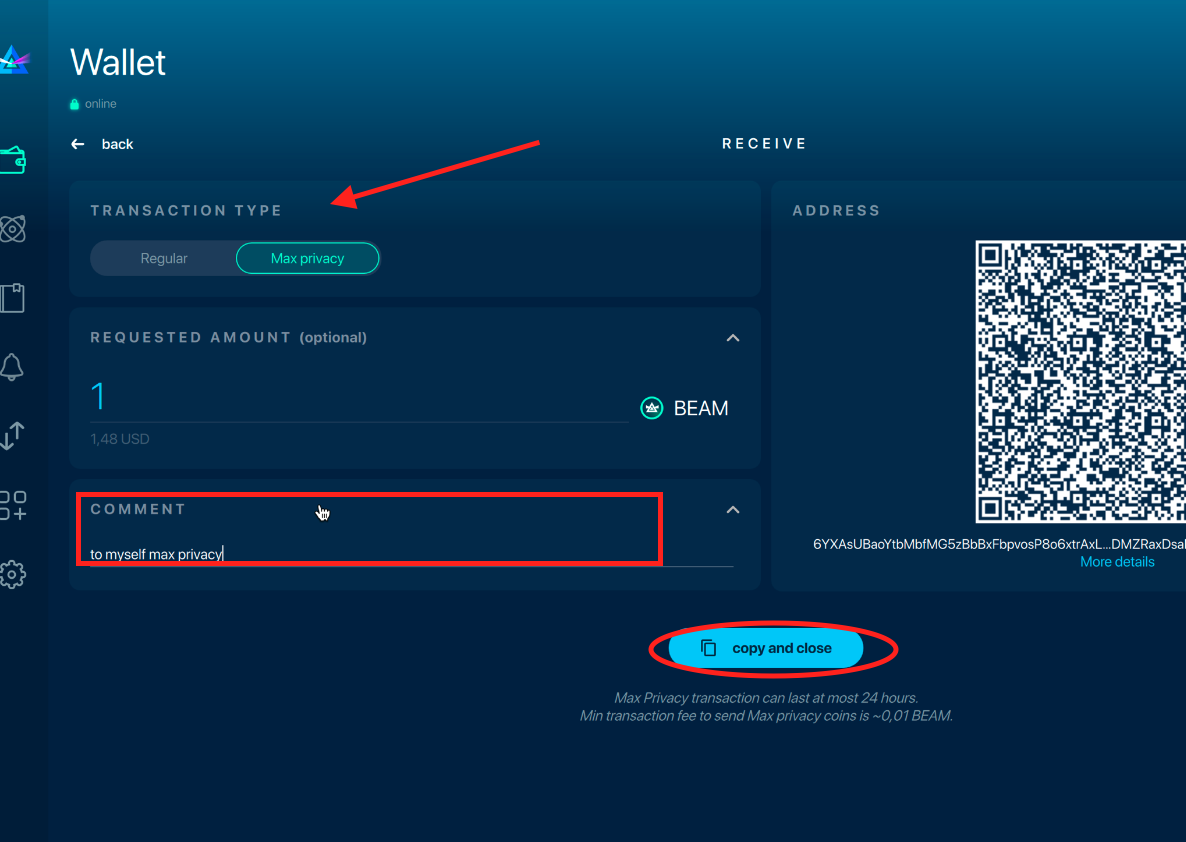 Wallet
online
back
RECEIVE
TRANSACTION TYPE
Regular
Max privacy
REQUESTED AMOUNT (optional)
1
BEAM
1,48 USD
COMMENT
to myself max privacy
ADDRESS
6YXAsUBaoYtbMbfMG5zBbBxFbpvosP8o6xtrAxL...DMZRaxDsal
More details
copy and close
Max Privacy transaction can last at most 24 hours.
Min transaction fee to send Max privacy coins is ~0,01 BEAM.